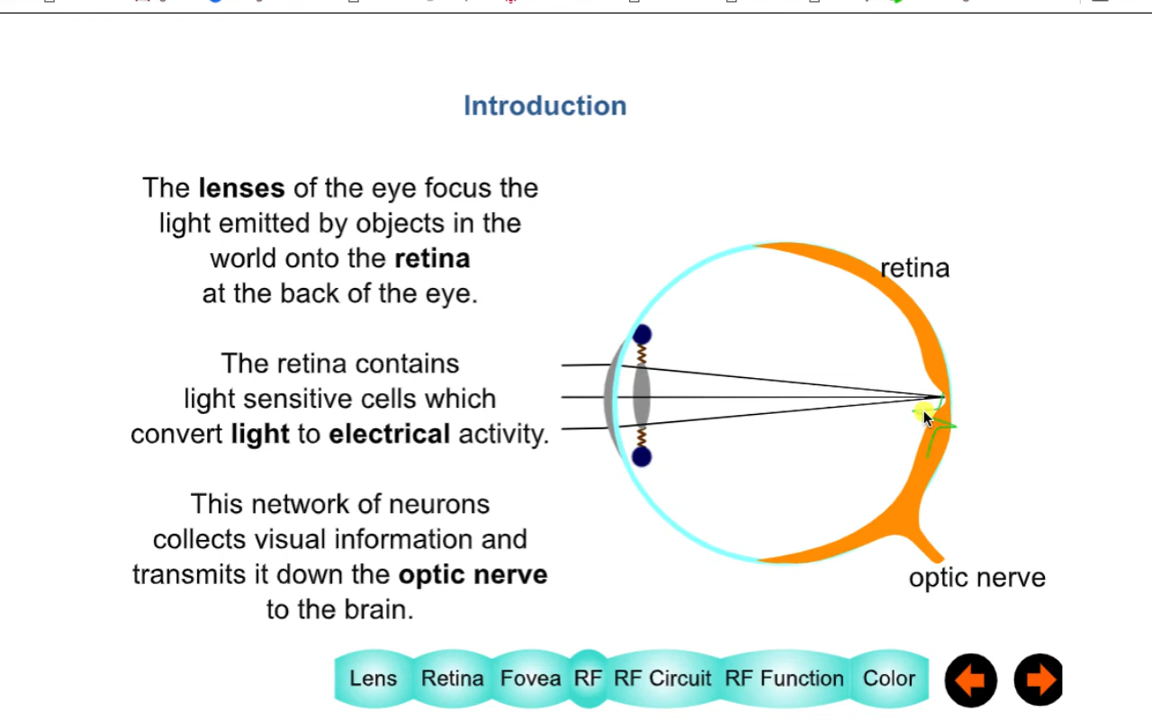 Introduction
The lenses of the eye focus the
light emitted by objects in the
world onto the retina
at the back of the eye.
The retina contains
light sensitive cells which
convert light to electrical activity.
This network of neurons
collects visual information and
transmits it down the optic nerve
to the brain.
retina
optic nerve
Lens Retina Fovea RF RF Circuit RF Function Color